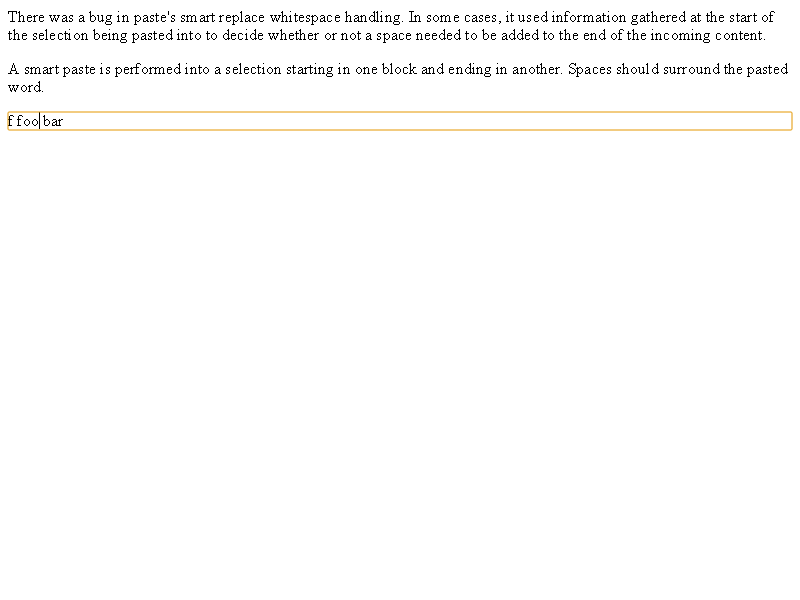 There was a bug in paste's smart replace whitespace handling. In some cases, it used information gathered at the start of
the selection being pasted into to decide whether or not a space needed to be added to the end of the incoming content.
A smart paste is performed into a selection starting in one block and ending in another. Spaces should surround the pasted
word.
f foo bar